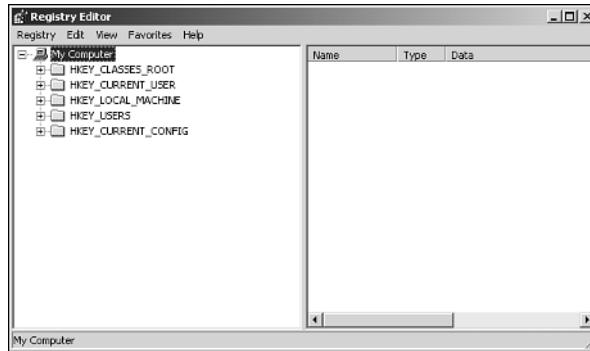 Registry Editor
Registry Edit View Favorites Help
My Computer
HKEY_CLASSES_ROOT
HKEY_CURRENT_USER
HKEY_LOCAL_MACHINE
HKEY_USERS
HKEY_CURRENT_CONFIG
Name Type Data
My Computer